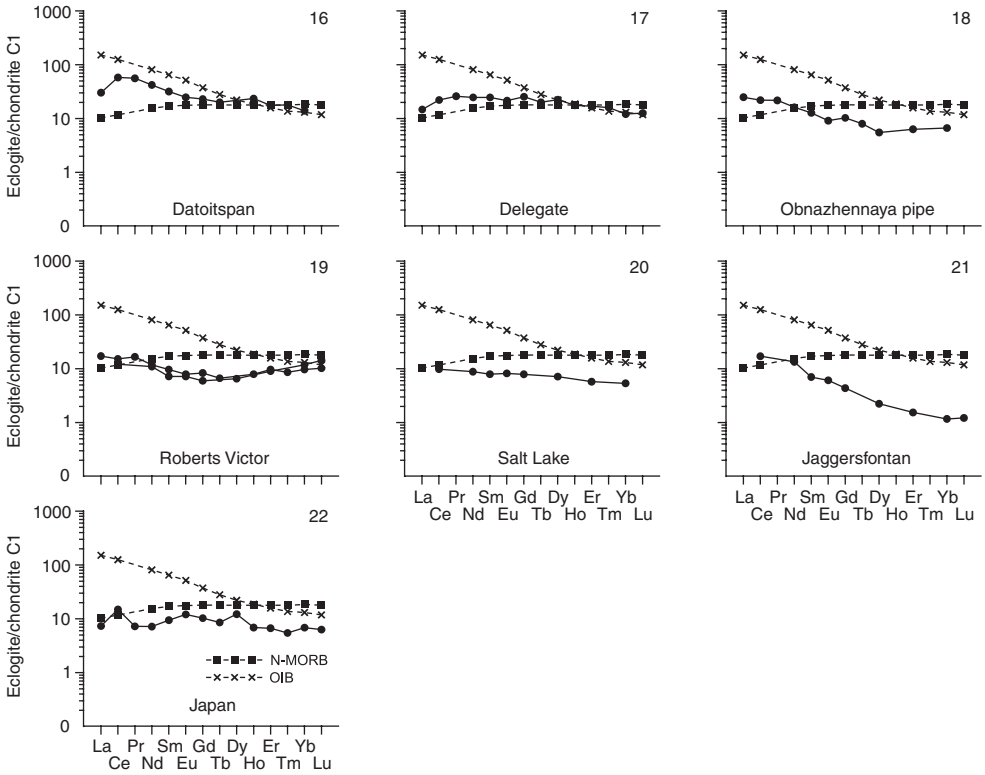 Eclogite/chondrite C1
1000
100
10
1
0
16
Datoitspan
17
Delegate
18
Obnazhennaya pipe
Eclogite/chondrite C1
1000
100
10
1
0
19
Roberts Victor
20
Salt Lake
La Pr Sm Gd Dy Er Yb
Ce Nd Eu Tb Ho Tm Lu
21
Jaggersfontan
La Pr Sm Gd Dy Er Yb
Ce Nd Eu Tb Ho Tm Lu
Eclogite/chondrite C1
1000
100
10
1
0
22
N-MORB
OIB
Japan
La Pr Sm Gd Dy Er Yb
Ce Nd Eu Tb Ho Tm Lu